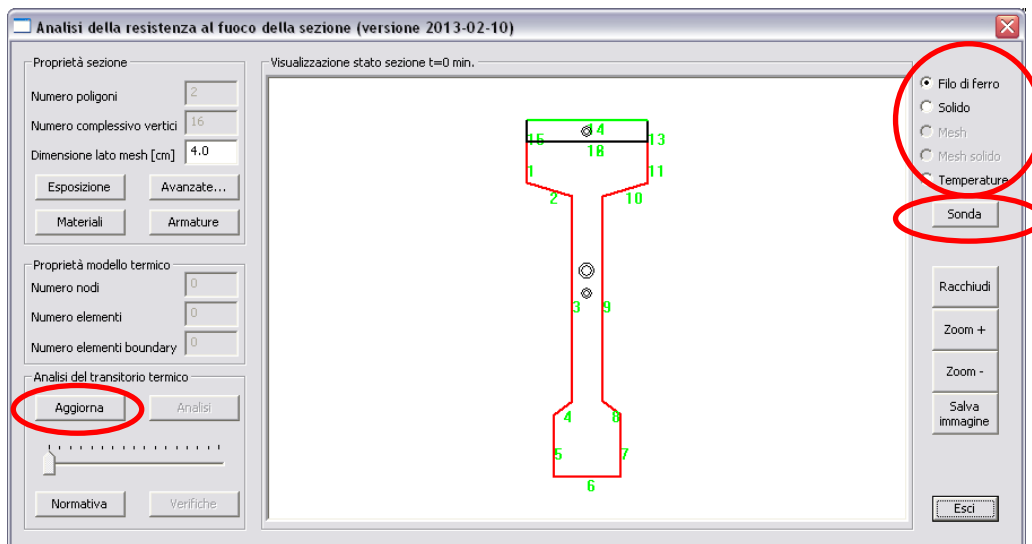 Analisi della resistenza al fuoco della sezione (versione 2013-02-10)
Proprietà sezione
Numero poligoni 2
Numero complessivo vertici 16
Dimensione lato mesh [cm] 4.0
Esposizione Avanzate...
Materiali Armature
Proprietà modello termico
Numero nodi 0
Numero elementi 0
Numero elementi boundary 0
Analisi del transitorio termico
Aggiorna Analisi
Normativa Verifiche
Visualizzazione stato sezione t=0 min.
14
15 13
18
1 11
2 10
3 9
4 8
5 7
6
Filo di ferro
Solido
Mesh
Mesh solido
Temperature
Sonda
Racchiudi
Zoom +
Zoom -
Salva
immagine
Esci